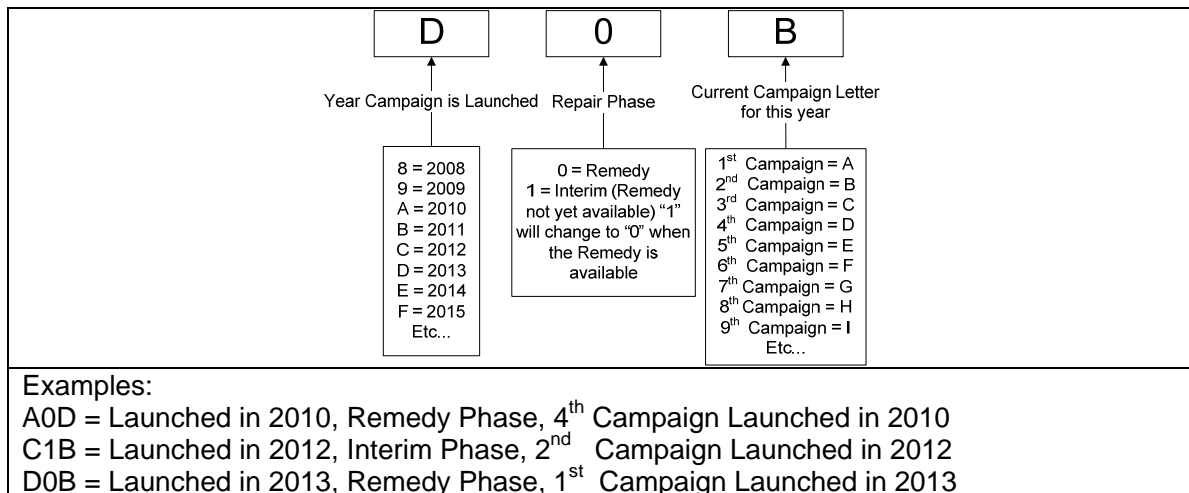 D 0 B
Year Campaign is Launched
Repair Phase
Current Campaign Letter
for this year
8 = 2008
9 = 2009
A = 2010
B = 2011
C = 2012
D = 2013
E = 2014
F = 2015
Etc...
0 = Remedy
1 = Interim (Remedy
not yet available) “1”
will change to “0” when
the Remedy is
available
1st Campaign = A
2nd Campaign = B
3rd Campaign = C
4th Campaign = D
5th Campaign = E
6th Campaign = F
7th Campaign = G
8th Campaign = H
9th Campaign = I
Etc...
Examples:
A0D = Launched in 2010, Remedy Phase, 4th Campaign Launched in 2010
C1B = Launched in 2012, Interim Phase, 2nd Campaign Launched in 2012
D0B = Launched in 2013, Remedy Phase, 1st Campaign Launched in 2013